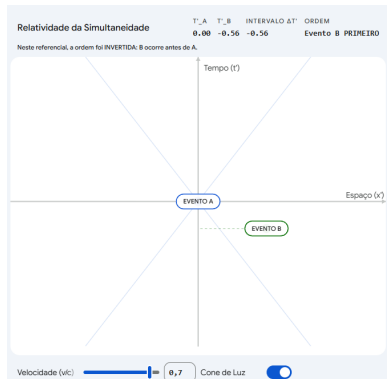 Relatividade da Simultaneidade
T'_A T'_B INTERVALO ΔT' ORDEM
0.00 -0.56 -0.56 Evento B PRIMEIRO
Neste referencial, a ordem foi INVERTIDA: B ocorre antes de A.
Tempo (t')
Espaço (x')
EVENTO A
EVENTO B
Velocidade (v/c) 0,7 Cone de Luz